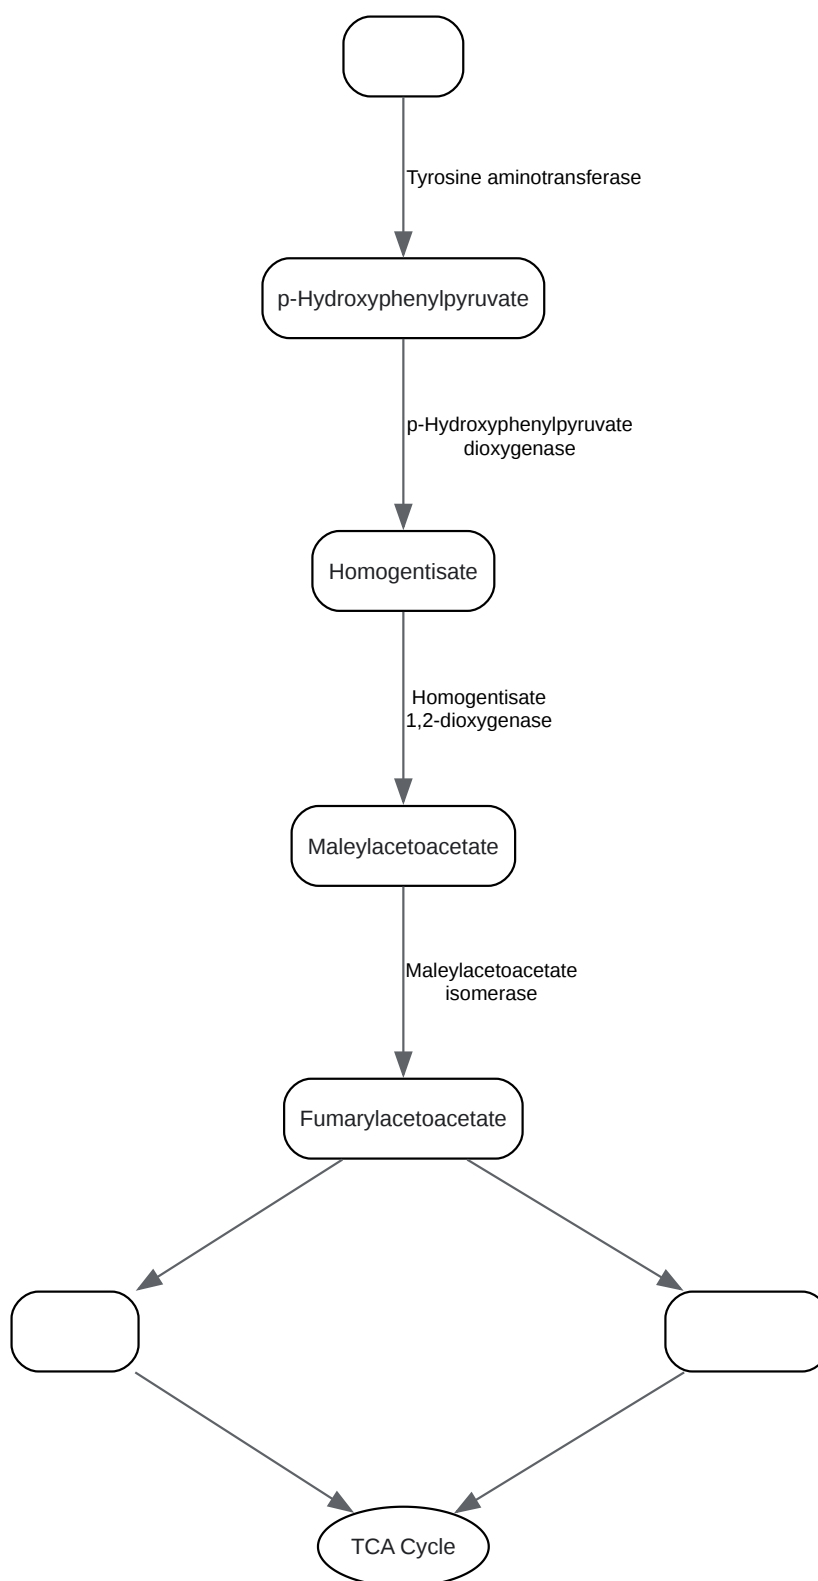 Tyrosine aminotransferase
p-Hydroxyphenylpyruvate
p-Hydroxyphenylpyruvate
dioxygenase
Homogentisate
Homogentisate
1,2-dioxygenase
Maleylacetoacetate
Maleylacetoacetate
isomerase
Fumarylacetoacetate
TCA Cycle